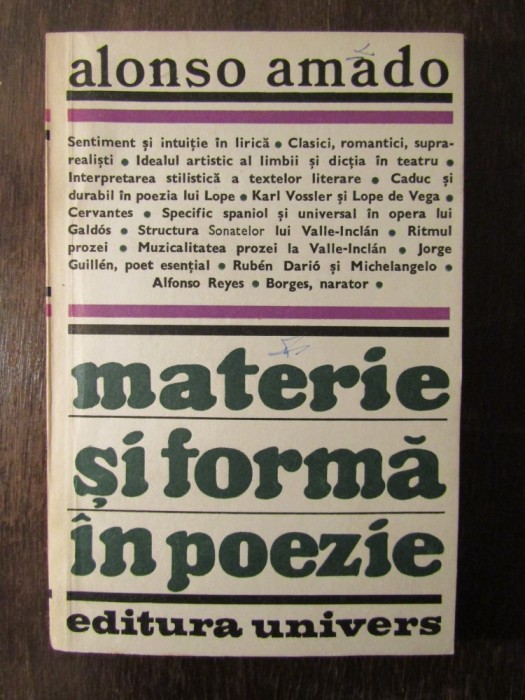 alonso amado
Sentiment și intuiție în lirică • Clasici, romantici, supra-
realiști • Idealul artistic al limbii și dicția în teatru •
Interpretarea stilistică a textelor literare • Caduc și
durabil în poezia lui Lope • Karl Vossler și Lope de Vega •
Cervantes • Specific spaniol și universal în opera lui
Galdós • Structura Sonatelor lui Valle-Inclán • Ritmul
prozei • Muzicalitatea prozei la Valle-Inclán • Jorge
Guillén, poet esențial • Rubén Darió și Michelangelo •
Alfonso Reyes • Borges, narator •
materie
și formă
în poezie
editura univers